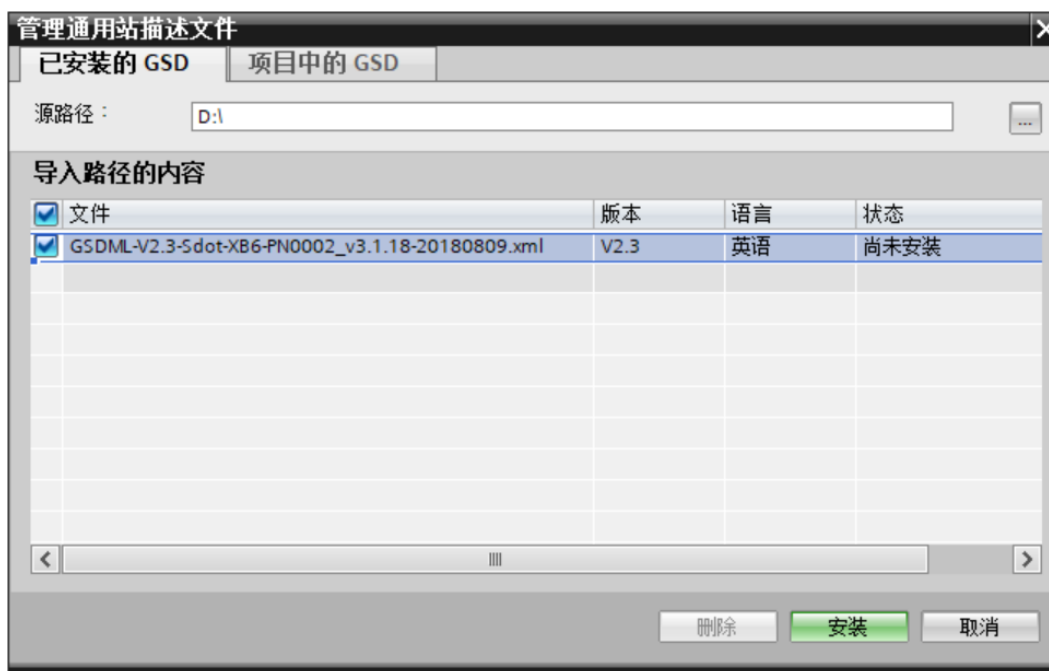 管理通用站描述文件
已安装的 GSD 项目中的 GSD
源路径： D:\ ...
导入路径的内容
文件 版本 语言 状态
GSDML-V2.3-Sdot-XB6-PN0002_v3.1.18-20180809.xml V2.3 英语 尚未安装
删除 安装 取消